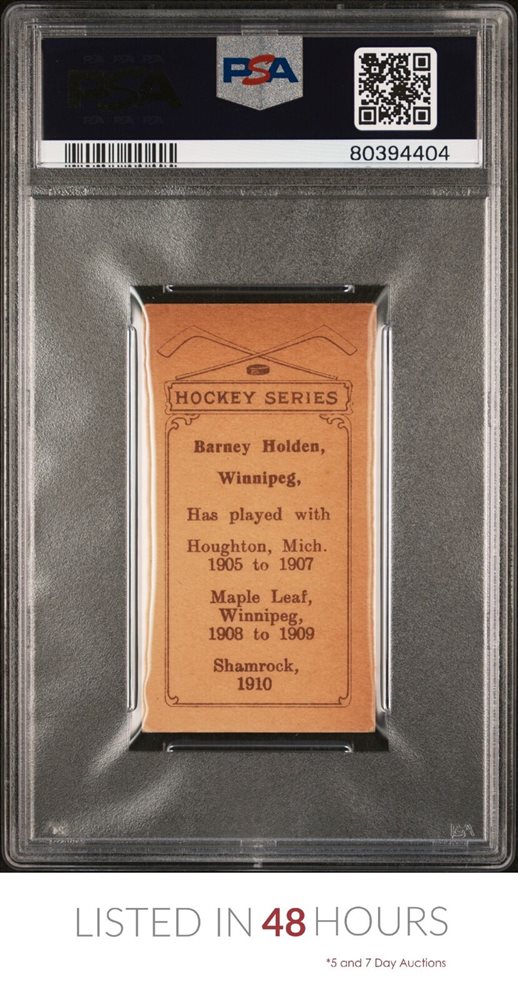 PSA
PSA
80394404
HOCKEY SERIES
Barney Holden,
Winnipeg,
Has played with
Houghton, Mich.
1905 to 1907
Maple Leaf,
Winnipeg,
1908 to 1909
Shamrock,
1910
LISTED IN 48 HOURS
*5 and 7 Day Auctions